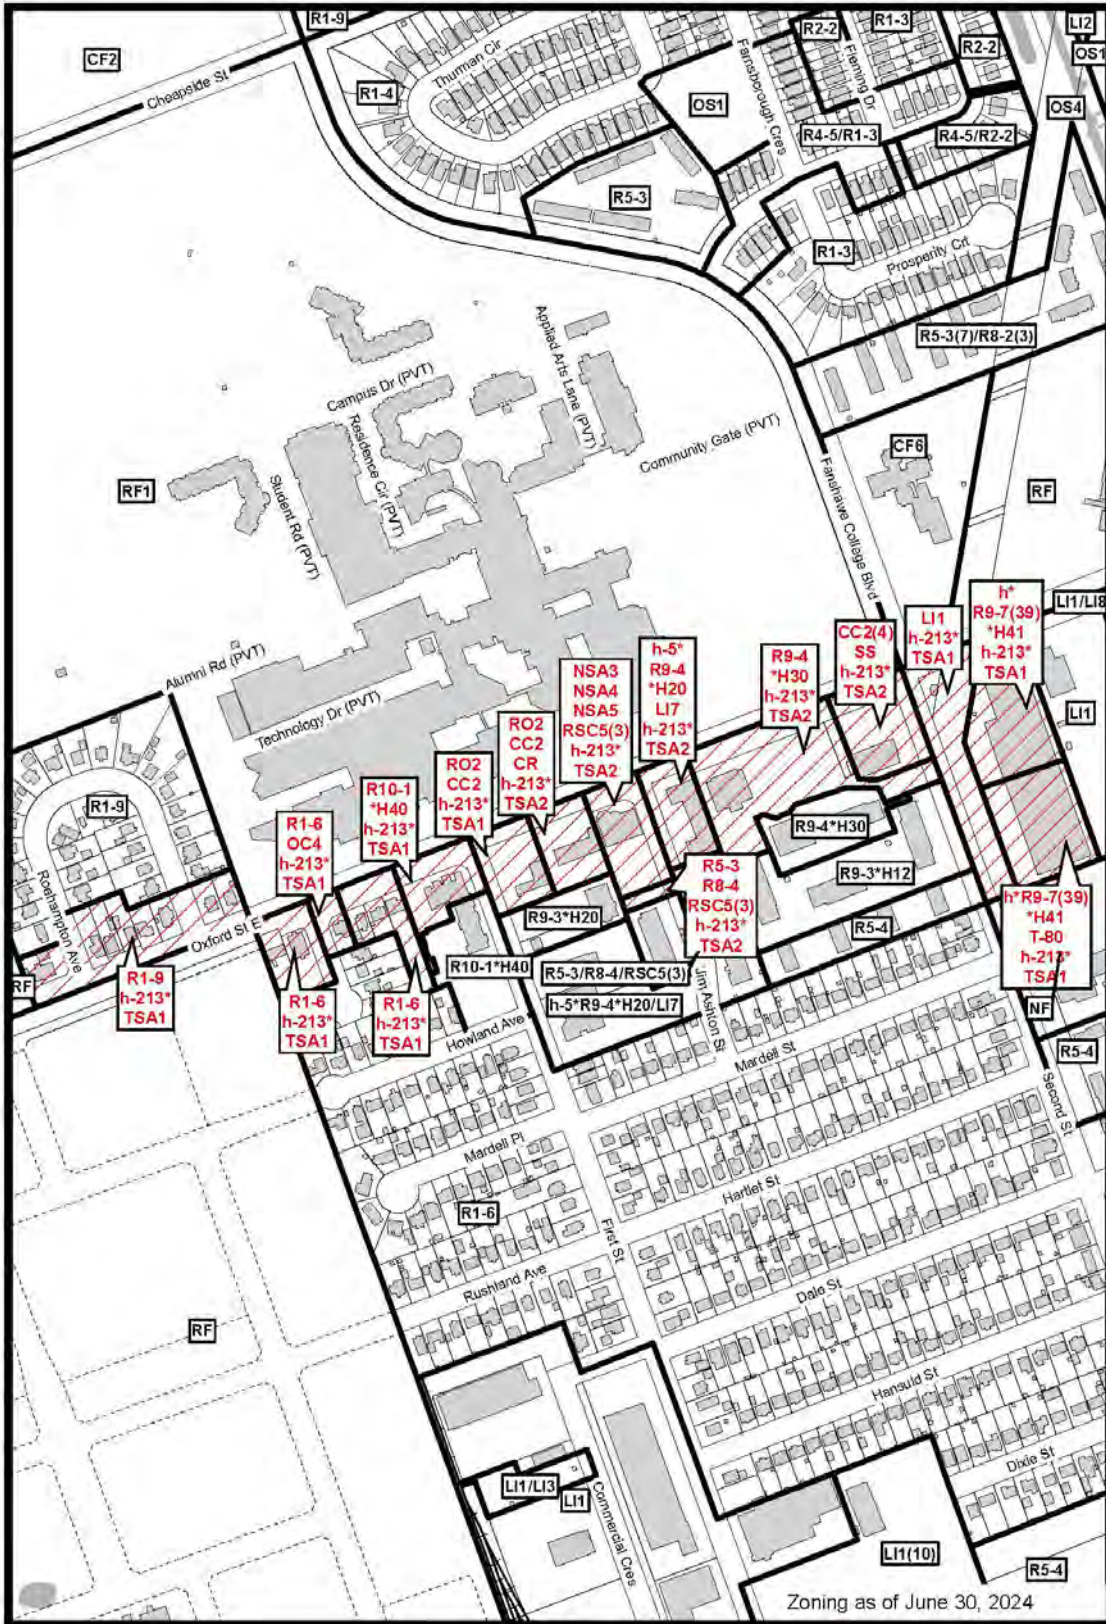 R1-9
CF2
Cheapside St
R1-4
Thurman Cir
OS1
Farnsborough Cres
R2-2
R1-3
Fleming Dr
R2-2
LI2
OS1
OS4
R4-5/R1-3
R4-5/R2-2
R5-3
R1-3
Prosperity Crt
R5-3(7)/R8-2(3)
Campus Dr (PVT)
Applied Arts Lane (PVT)
Residence Cir (PVT)
Community Gate (PVT)
Student Rd (PVT)
RF1
CF6
Fanshawe College Blvd
RF
LI1/LI8
LI1
Alumni Rd (PVT)
Technology Dr (PVT)
h*
R9-7(39)
*H41
h-213*
TSA1
LI1
h-213*
TSA1
CC2(4)
SS
h-213*
TSA2
R9-4
*H30
h-213*
TSA2
h-5*
R9-4
*H20
LI7
h-213*
TSA2
NSA3
NSA4
NSA5
RSC5(3)
h-213*
TSA2
RO2
CC2
CR
h-213*
TSA2
RO2
CC2
h-213*
TSA1
R10-1
*H40
h-213*
TSA1
R1-6
OC4
h-213*
TSA1
R1-9
Roehampton Ave
Oxford St E
RF
R1-9
h-213*
TSA1
R1-6
h-213*
TSA1
R1-6
h-213*
TSA1
R9-4*H30
R9-3*H12
R9-3*H20
R5-3
R8-4
RSC5(3)
h-213*
TSA2
R5-4
h*R9-7(39)
*H41
T-80
h-213*
TSA1
R10-1*H40
R5-3/R8-4/RSC5(3)
h-5*R9-4*H20/LI7
Jim Ashton St
NF
R5-4
Howland Ave
Mardell St
Second St
Mardell Pl
Hartlet St
R1-6
First St
Rushland Ave
Dale St
RF
Hansuld St
Dixie St
LI1/LI3
LI1
Commercial Cres
LI1(10)
R5-4
Zoning as of June 30, 2024